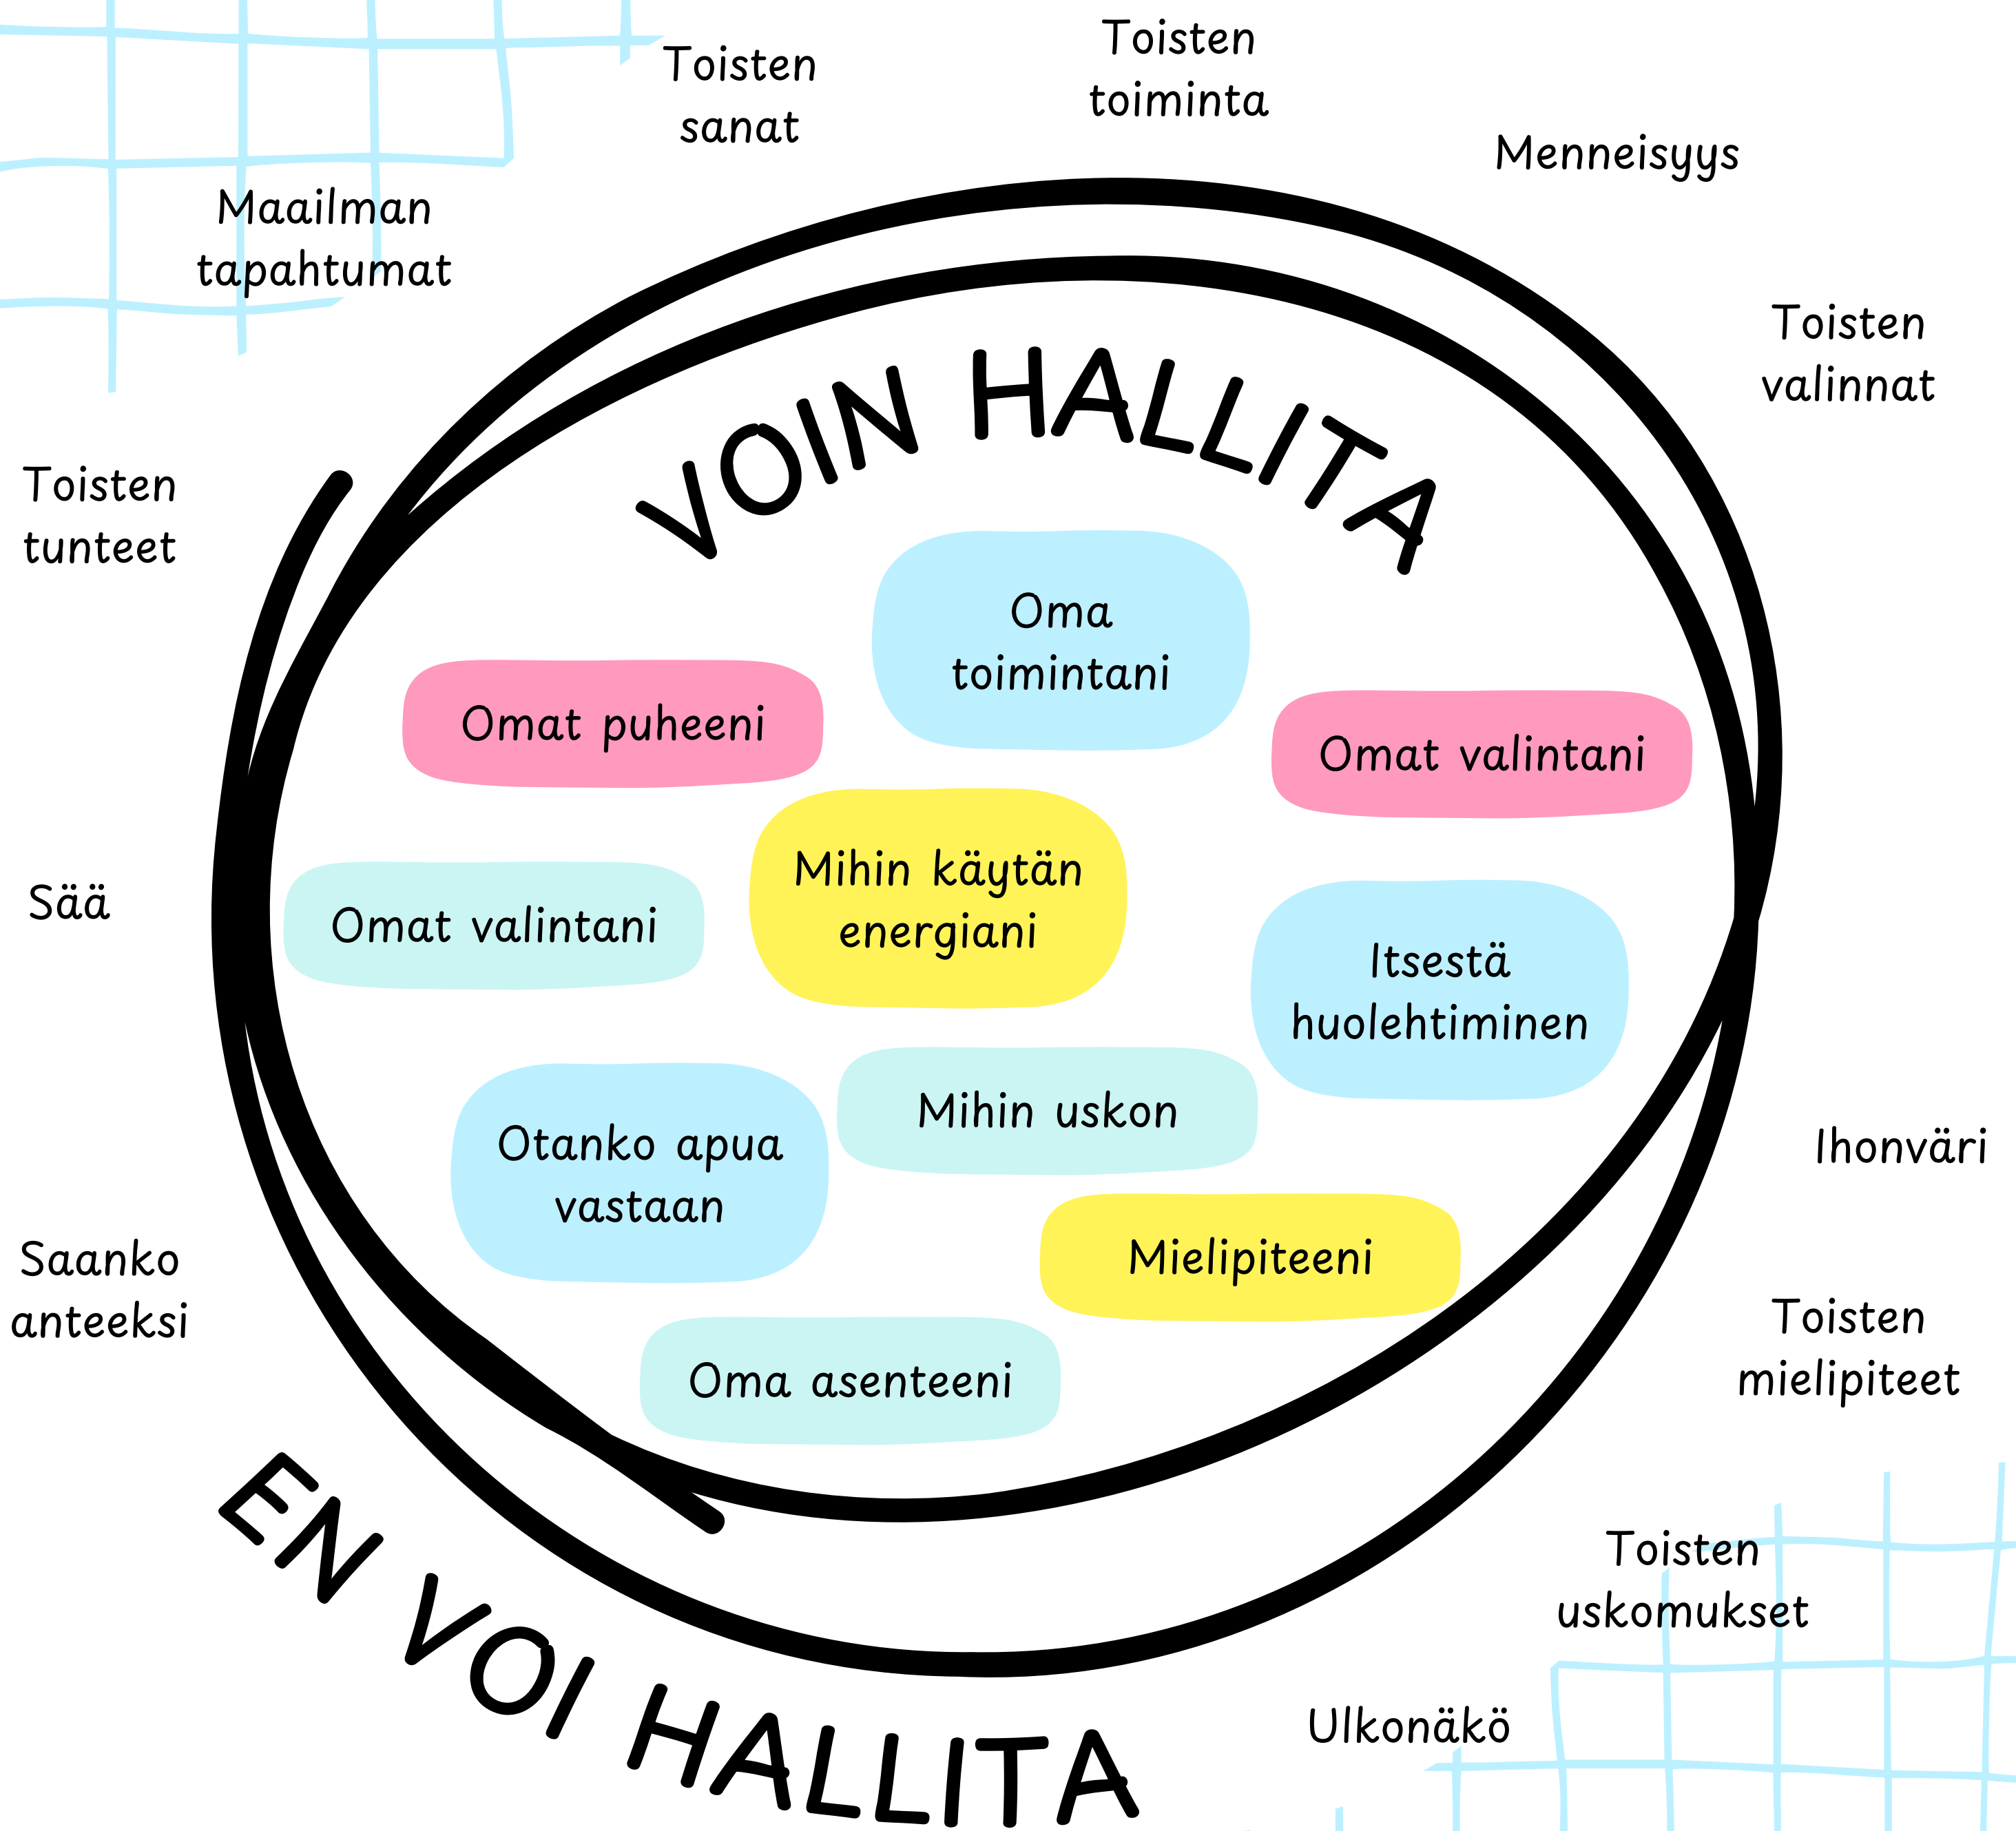 Toisten
sanat
Toisten
toiminta
Menneisyys
Maailman
tapahtumat
Toisten
valinnat
Toisten
tunteet
VOIN HALLITA
Oma
toimintani
Omat puheeni
Omat valintani
Mihin käytän
energiani
Omat valintani
Sää
Itsestä
huolehtiminen
Mihin uskon
Otanko apua
vastaan
Ihonväri
Mielipiteeni
Saanko
anteeksi
Toisten
mielipiteet
Oma asenteeni
EN VOI HALLITA
Toisten
uskomukset
Ulkonäkö